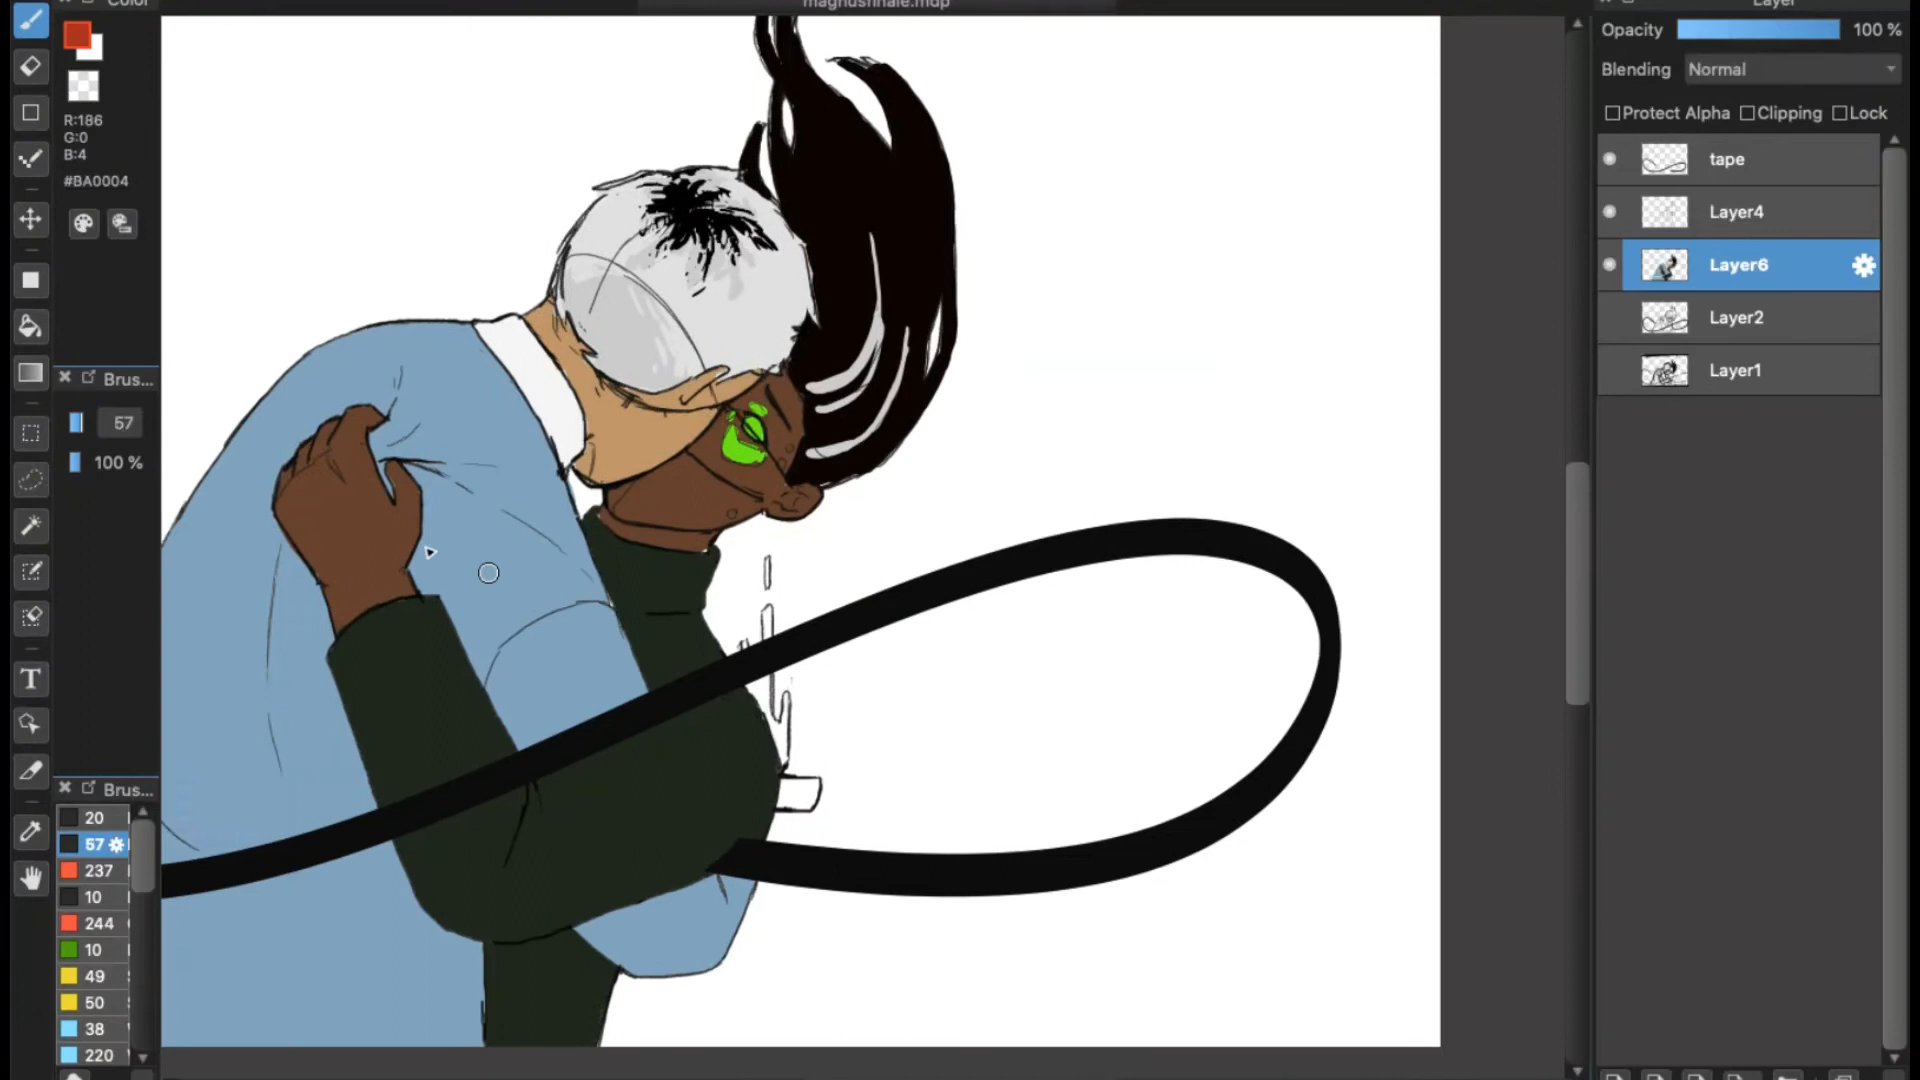 Color
magnusfinale.mdp
Layer
R:186
G:0
B:4
#BA0004
Brus...
57
100 %
Brus...
20
57
237
10
244
10
49
50
38
220
Opacity 100 %
Blending Normal
Protect Alpha Clipping Lock
tape
Layer4
Layer6
Layer2
Layer1
T